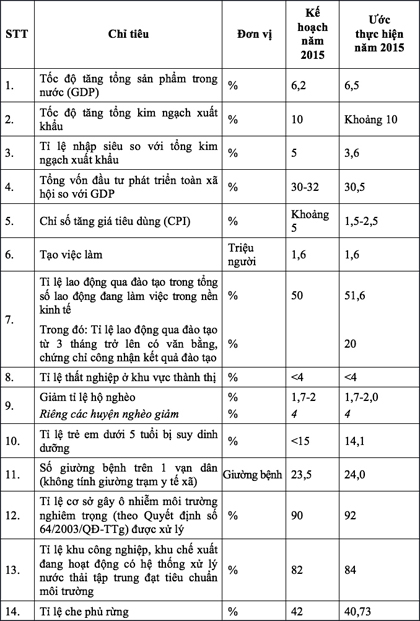 STT Chỉ tiêu Đơn vị Kế hoạch năm 2015 Ước thực hiện năm 2015
1. Tốc độ tăng tổng sản phẩm trong
nước (GDP) % 6,2 6,5
2. Tốc độ tăng tổng kim ngạch xuất
khẩu % 10 Khoảng 10
3. Tỉ lệ nhập siêu so với tổng kim
ngạch xuất khẩu % 5 3,6
4. Tổng vốn đầu tư phát triển toàn xã
hội so với GDP % 30-32 30,5
5. Chỉ số tăng giá tiêu dùng (CPI) % Khoảng 5 1,5-2,5
6. Tạo việc làm Triệu người 1,6 1,6
7. Tỉ lệ lao động qua đào tạo trong tổng
số lao động đang làm việc trong nền
kinh tế % 50 51,6
Trong đó: Tỉ lệ lao động qua đào tạo
từ 3 tháng trở lên có văn bằng,
chứng chỉ công nhận kết quả đào tạo % 20
8. Tỉ lệ thất nghiệp ở khu vực thành thị % <4 <4
9. Giảm tỉ lệ hộ nghèo % 1,7-2 1,7-2,0
Riêng các huyện nghèo giảm % 4 4
10. Tỉ lệ trẻ em dưới 5 tuổi bị suy dinh
dưỡng % <15 14,1
11. Số giường bệnh trên 1 vạn dân
(không tính giường trạm y tế xã) Giường bệnh 23,5 24,0
12. Tỉ lệ cơ sở gây ô nhiễm môi trường
nghiêm trọng (theo Quyết định số
64/2003/QĐ-TTg) được xử lý % 90 92
13. Tỉ lệ khu công nghiệp, khu chế xuất
đang hoạt động có hệ thống xử lý
nước thải tập trung đạt tiêu chuẩn
môi trường % 82 84
14. Tỉ lệ che phủ rừng % 42 40,73